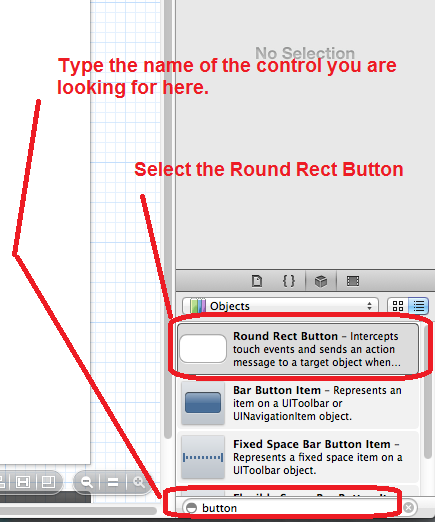 No Selection
Type the name of the control you are
looking for here.
Select the Round Rect Button
{ }
Objects
Round Rect Button – Intercepts
touch events and sends an action
message to a target object when...
Bar Button Item – Represents an
item on a UIToolbar or
UINavigationItem object.
Fixed Space Bar Button Item –
Represents a fixed space item on a
UIToolbar object.
button